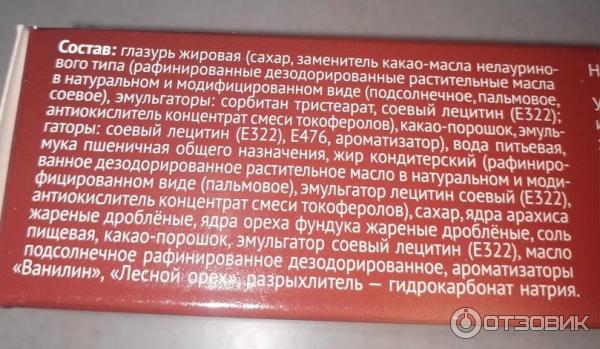 Состав: глазурь жировая (сахар, заменитель какао-масла нелаурино-
вого типа (рафинированные дезодорированные растительные масла
в натуральном и модифицированном виде (подсолнечное, пальмовое,
соевое), эмульгаторы: сорбитан тристеарат, соевый лецитин (Е322);
антиокислитель концентрат смеси токоферолов), какао-порошок, эмуль-
гаторы: соевый лецитин (Е322), Е476, ароматизатор), вода питьевая,
мука пшеничная общего назначения, жир кондитерский (рафиниро-
ванное дезодорированное растительное масло в натуральном и моди-
фицированном виде (пальмовое), эмульгатор лецитин соевый (Е322),
антиокислитель концентрат смеси токоферолов), сахар, ядра арахиса
жареные дроблёные, ядра ореха фундука жареные дроблёные, соль
пищевая, какао-порошок, эмульгатор соевый лецитин (Е322), масло
подсолнечное рафинированное дезодорированное, ароматизаторы
«Ванилин», «Лесной орех» разрыхлитель — гидрокарбонат натрия.
ОТЗОВИК